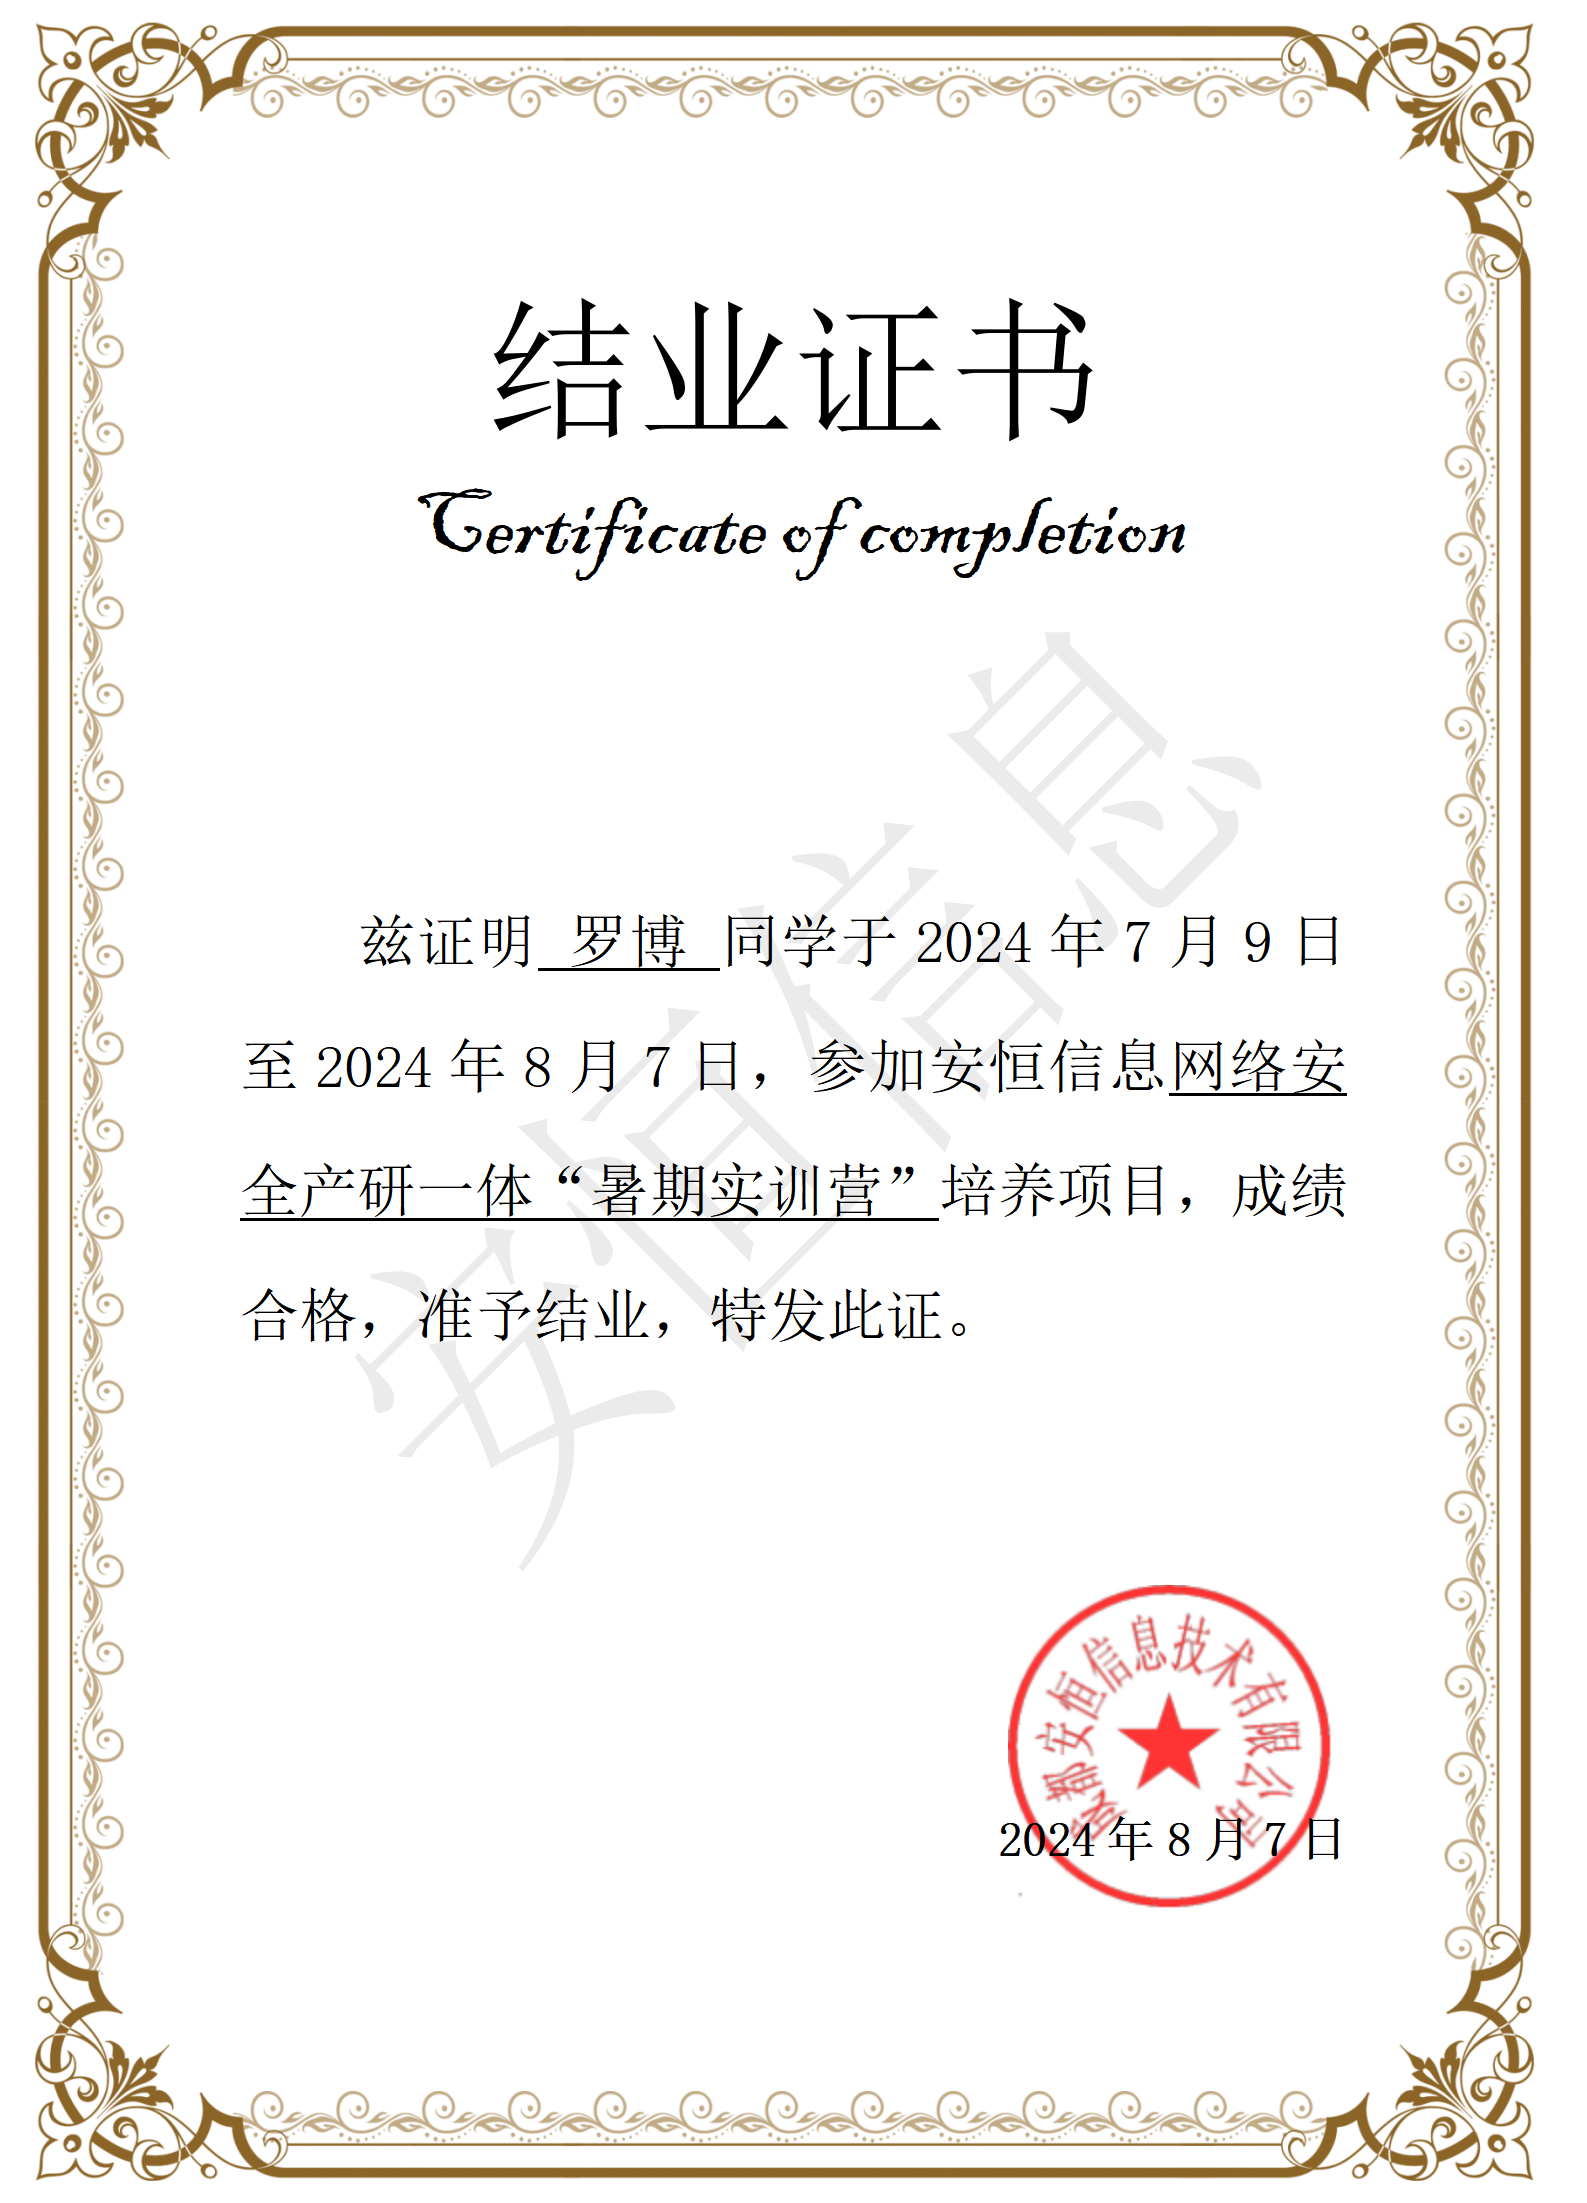 结业证书
Certificate of completion
兹证明 罗博 同学于 2024 年 7 月 9 日
至 2024 年 8 月 7 日，参加安恒信息网络安
全产研一体“暑期实训营”培养项目，成绩
合格，准予结业，特发此证。
安恒信息
成都安恒信息技术有限公司
2024 年 8 月 7 日